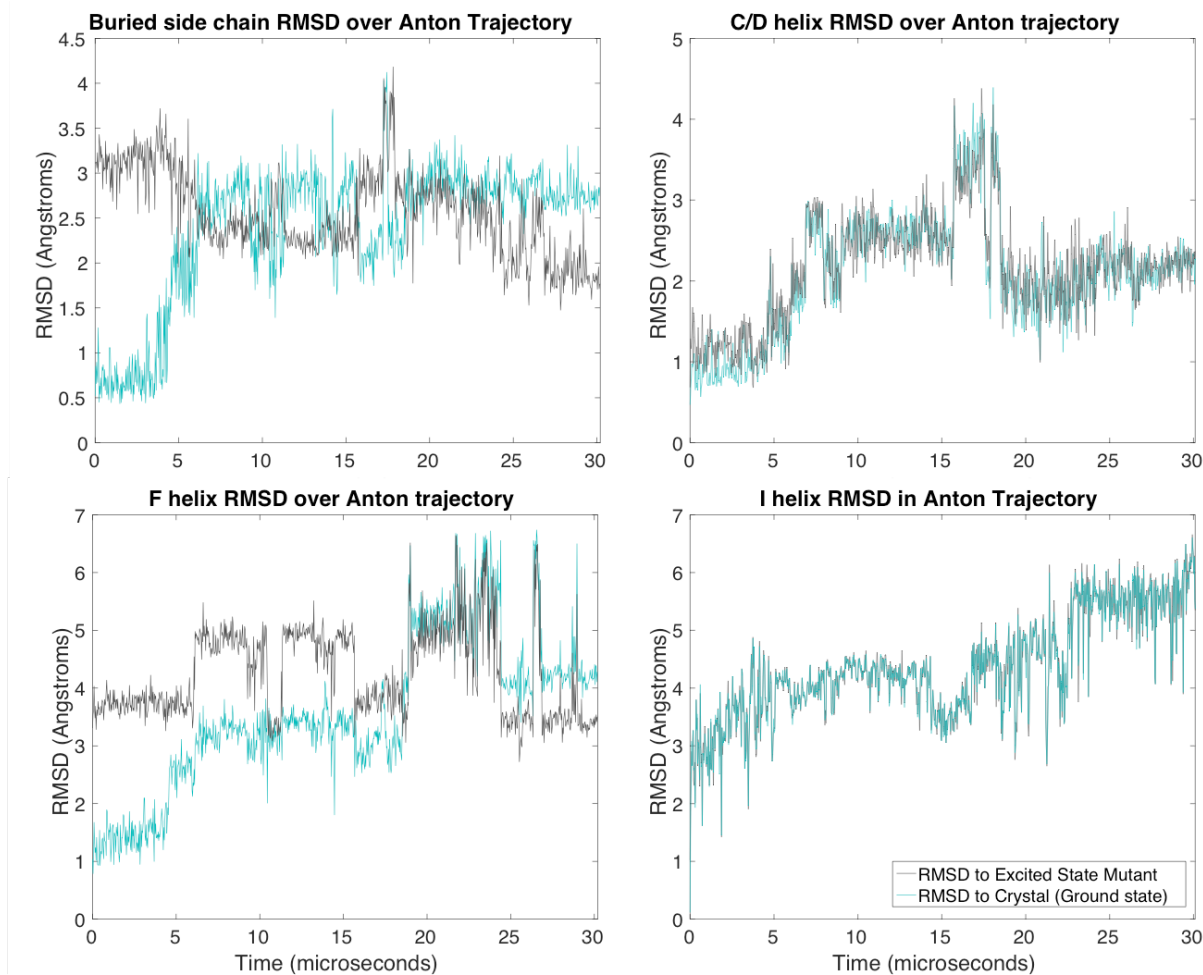 Buried side chain RMSD over Anton Trajectory
RMSD (Angstroms)
4.5
4
3.5
3
2.5
2
1.5
1
0.5
0
0 5 10 15 20 25 30
C/D helix RMSD over Anton trajectory
RMSD (Angstroms)
5
4
3
2
1
0
0 5 10 15 20 25 30
F helix RMSD over Anton trajectory
RMSD (Angstroms)
7
6
5
4
3
2
1
0
0 5 10 15 20 25 30
Time (microseconds)
I helix RMSD in Anton Trajectory
RMSD (Angstroms)
7
6
5
4
3
2
1
0
RMSD to Excited State Mutant
RMSD to Crystal (Ground state)
0 5 10 15 20 25 30
Time (microseconds)